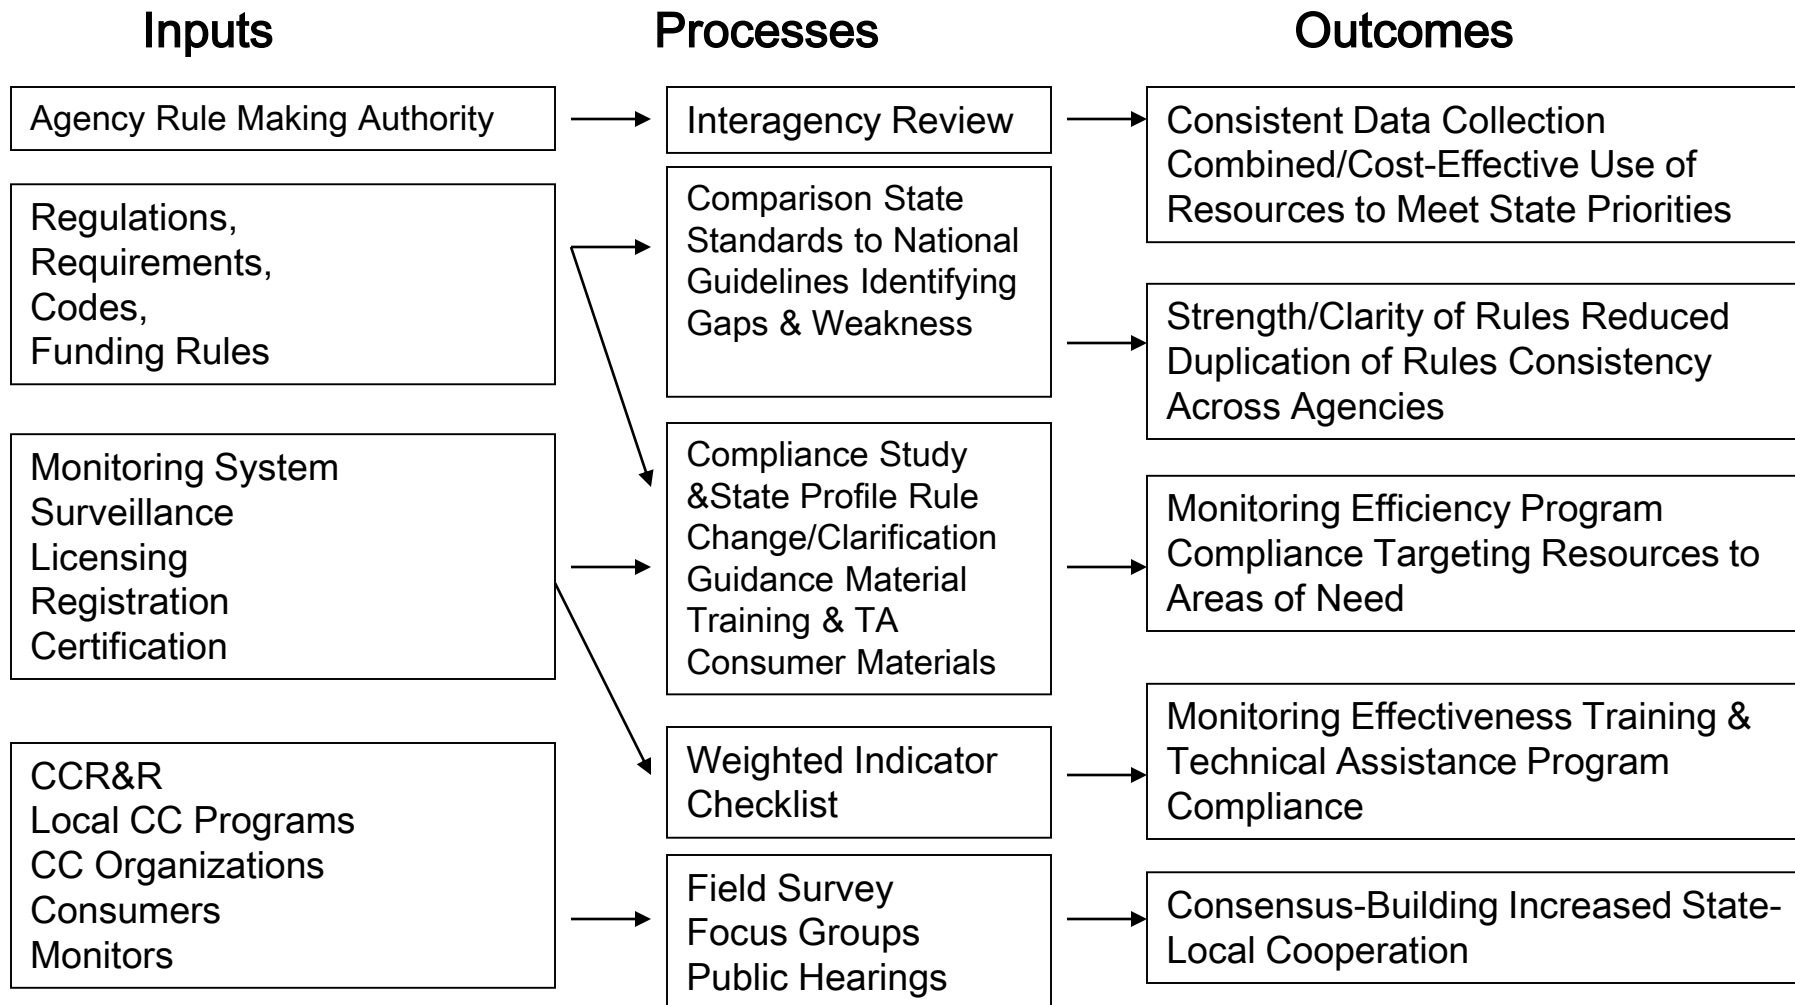 Inputs
Processes
Outcomes
Agency Rule Making Authority
Regulations,
Requirements,
Codes,
Funding Rules
Monitoring System
Surveillance
Licensing
Registration
Certification
CCR&R
Local CC Programs
CC Organizations
Consumers
Monitors
Interagency Review
Comparison State
Standards to National
Guidelines Identifying
Gaps & Weakness
Compliance Study
&State Profile Rule
Change/Clarification
Guidance Material
Training & TA
Consumer Materials
Weighted Indicator
Checklist
Field Survey
Focus Groups
Public Hearings
Consistent Data Collection
Combined/Cost-Effective Use of
Resources to Meet State Priorities
Strength/Clarity of Rules Reduced
Duplication of Rules Consistency
Across Agencies
Monitoring Efficiency Program
Compliance Targeting Resources to
Areas of Need
Monitoring Effectiveness Training &
Technical Assistance Program
Compliance
Consensus-Building Increased State-
Local Cooperation